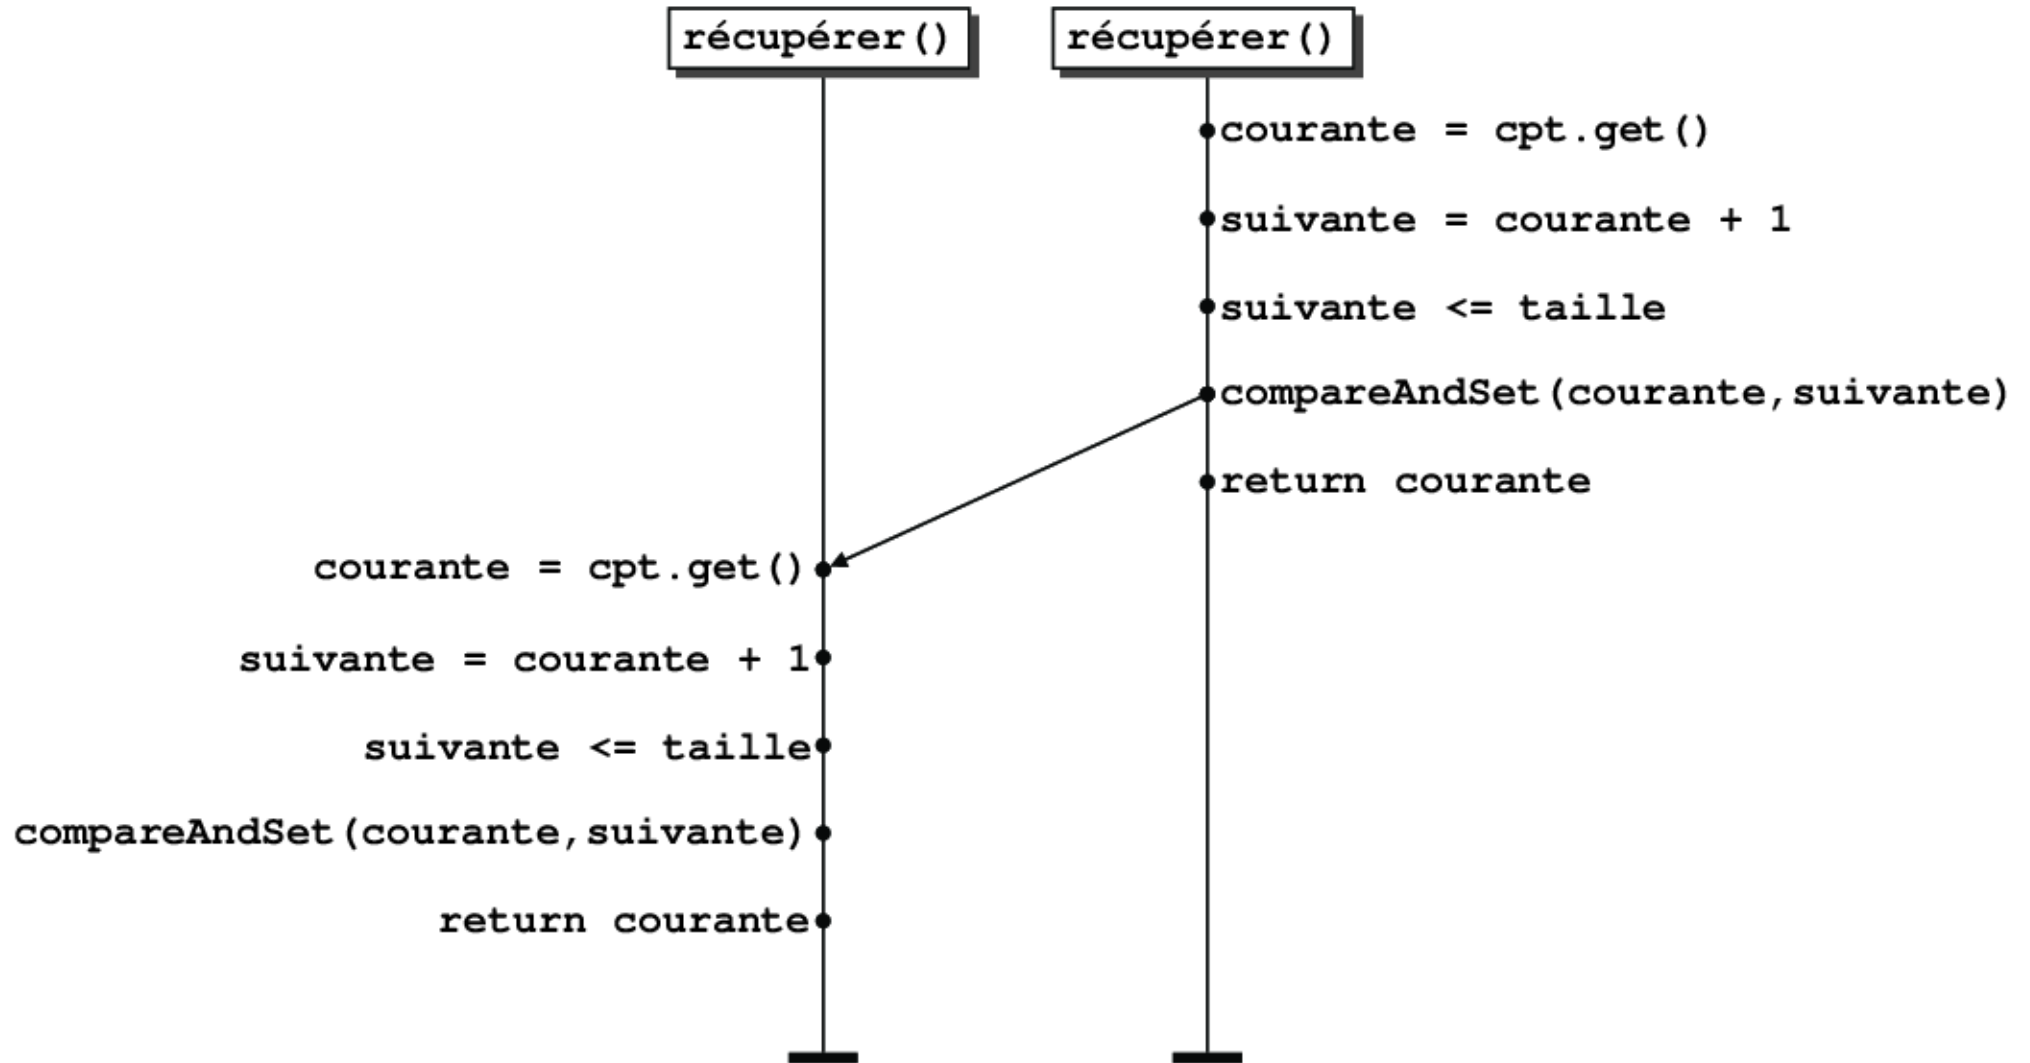 récupérer()
récupérer()
courante = cpt.get()
suivante = courante + 1
suivante <= taille
compareAndSet(courante,suivante)
return courante
courante = cpt.get()
suivante = courante + 1
suivante <= taille
compareAndSet(courante,suivante)
return courante